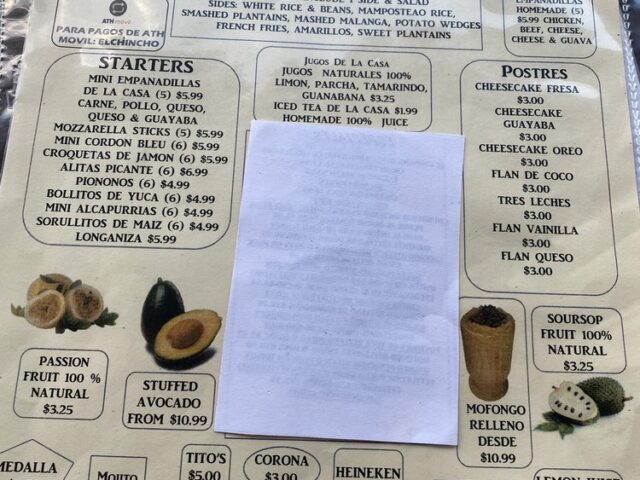 ATH móvil
PARA PAGOS DE ATH
MOVIL: ELCHINCHO
SIDE & SALAD
SIDES: WHITE RICE & BEANS, MAMPOSTEAO RICE,
SMASHED PLANTAINS, MASHED MALANGA, POTATO WEDGES
FRENCH FRIES, AMARILLOS, SWEET PLANTAINS
EMPANADILLAS
HOMEMADE (5)
$5.99 CHICKEN,
BEEF, CHEESE,
CHEESE & GUAVA
STARTERS
MINI EMPANADILLAS
DE LA CASA (5) $5.99
CARNE, POLLO, QUESO,
QUESO & GUAYABA
MOZZARELLA STICKS (5) $5.99
MINI CORDON BLEU (6) $5.99
CROQUETAS DE JAMON (6) $5.99
ALITAS PICANTE (6) $6.99
PIONONOS (6) $4.99
BOLLITOS DE YUCA (6) $4.99
MINI ALCAPURRIAS (6) $4.99
SORULLITOS DE MAIZ (6) $4.99
LONGANIZA $5.99
JUGOS DE LA CASA
JUGOS NATURALES 100%
LIMON, PARCHA, TAMARINDO,
GUANABANA $3.25
ICED TEA DE LA CASA $1.99
HOMEMADE 100% JUICE
POSTRES
CHEESECAKE FRESA
$3.00
CHEESECAKE
GUAYABA
$3.00
CHEESECAKE OREO
$3.00
FLAN DE COCO
$3.00
TRES LECHES
$3.00
FLAN VAINILLA
$3.00
FLAN QUESO
$3.00
PASSION
FRUIT 100 %
NATURAL
$3.25
STUFFED
AVOCADO
FROM $10.99
MOFONGO
RELLENO
DESDE
$10.99
SOURSOP
FRUIT 100%
NATURAL
$3.25
MEDALLA
MOJITO
TITO'S
$5.00
CORONA
$3.00
HEINEKEN
LEMON JUICE